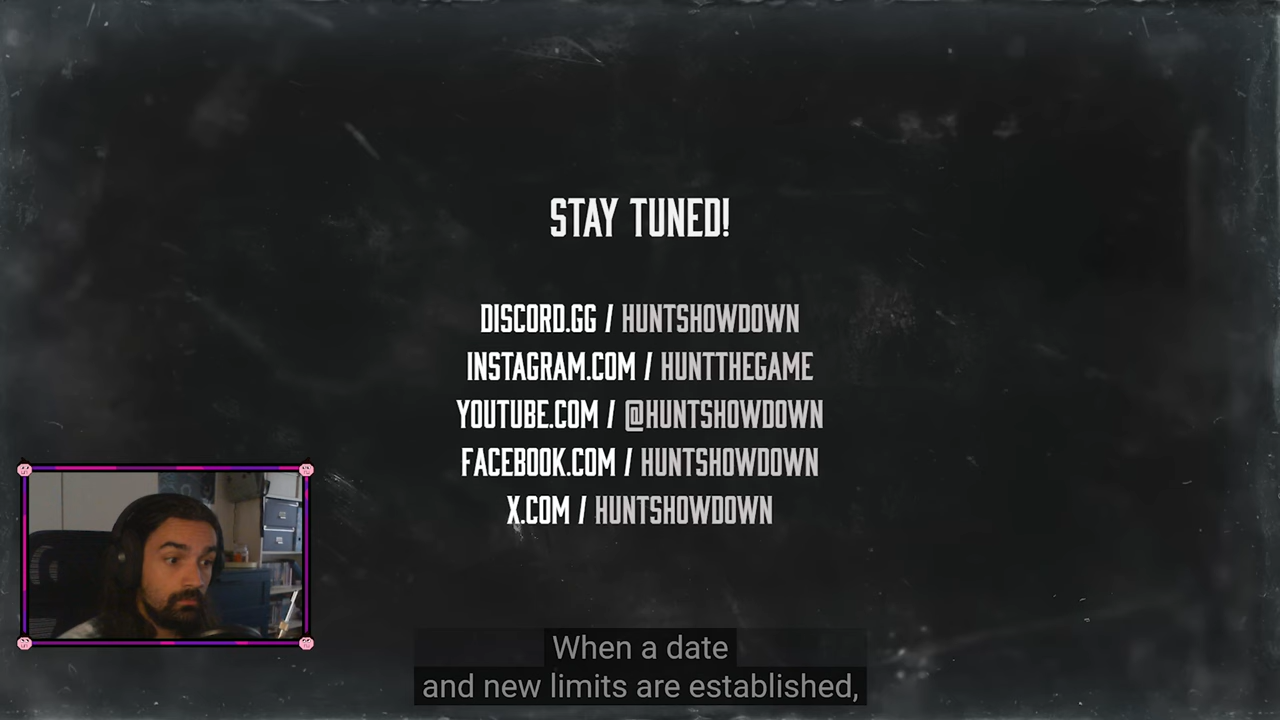 STAY TUNED!
DISCORD.GG / HUNTSHOWDOWN
INSTAGRAM.COM / HUNTTHEGAME
YOUTUBE.COM / @HUNTSHOWDOWN
FACEBOOK.COM / HUNTSHOWDOWN
X.COM / HUNTSHOWDOWN
When a date
and new limits are established,